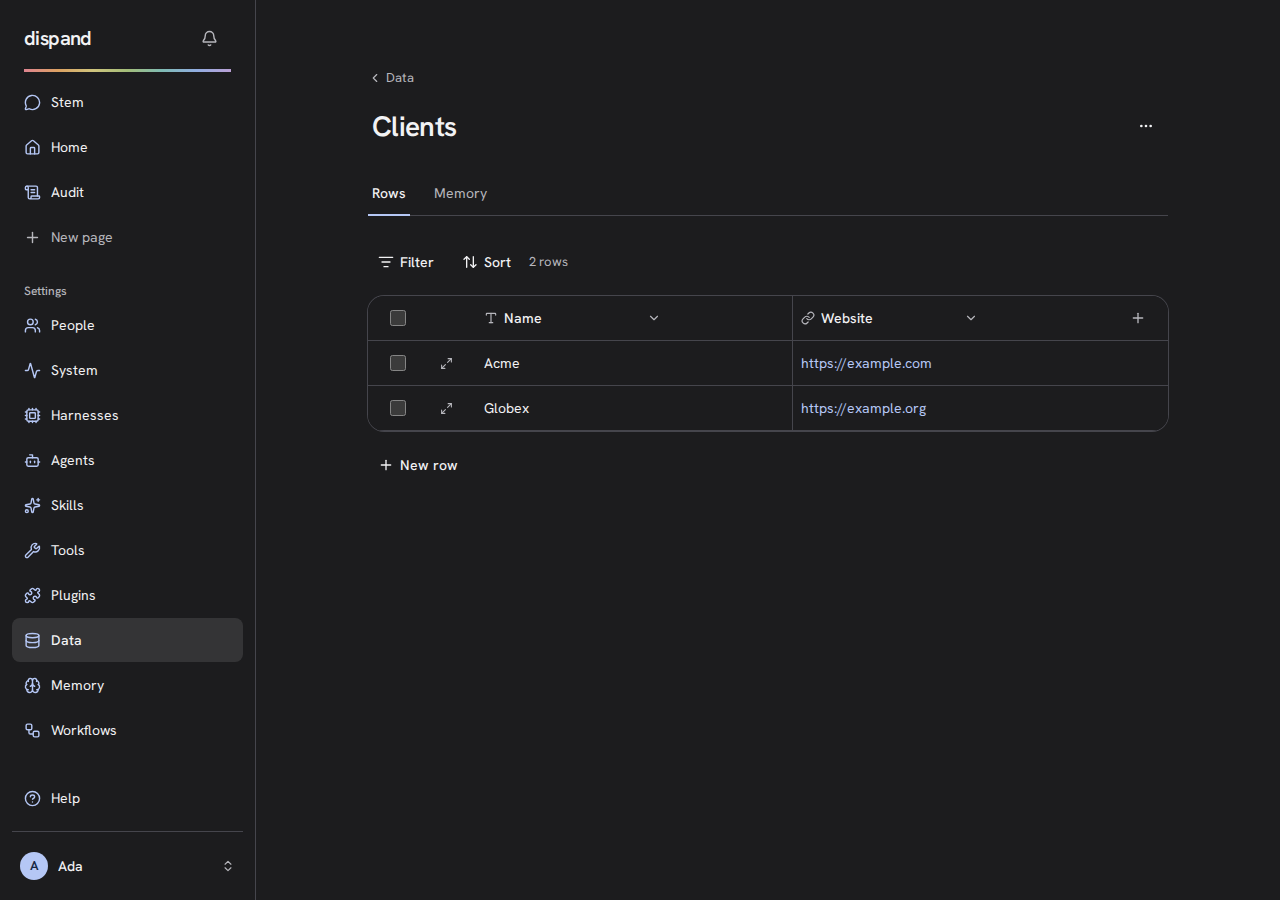 dispand
Stem
Home
Audit
New page
Settings
People
System
Harnesses
Agents
Skills
Tools
Plugins
Data
Memory
Workflows
Help
A Ada
Data
Clients
Rows Memory
Filter Sort 2 rows
Name Website
Acme https://example.com
Globex https://example.org
New row